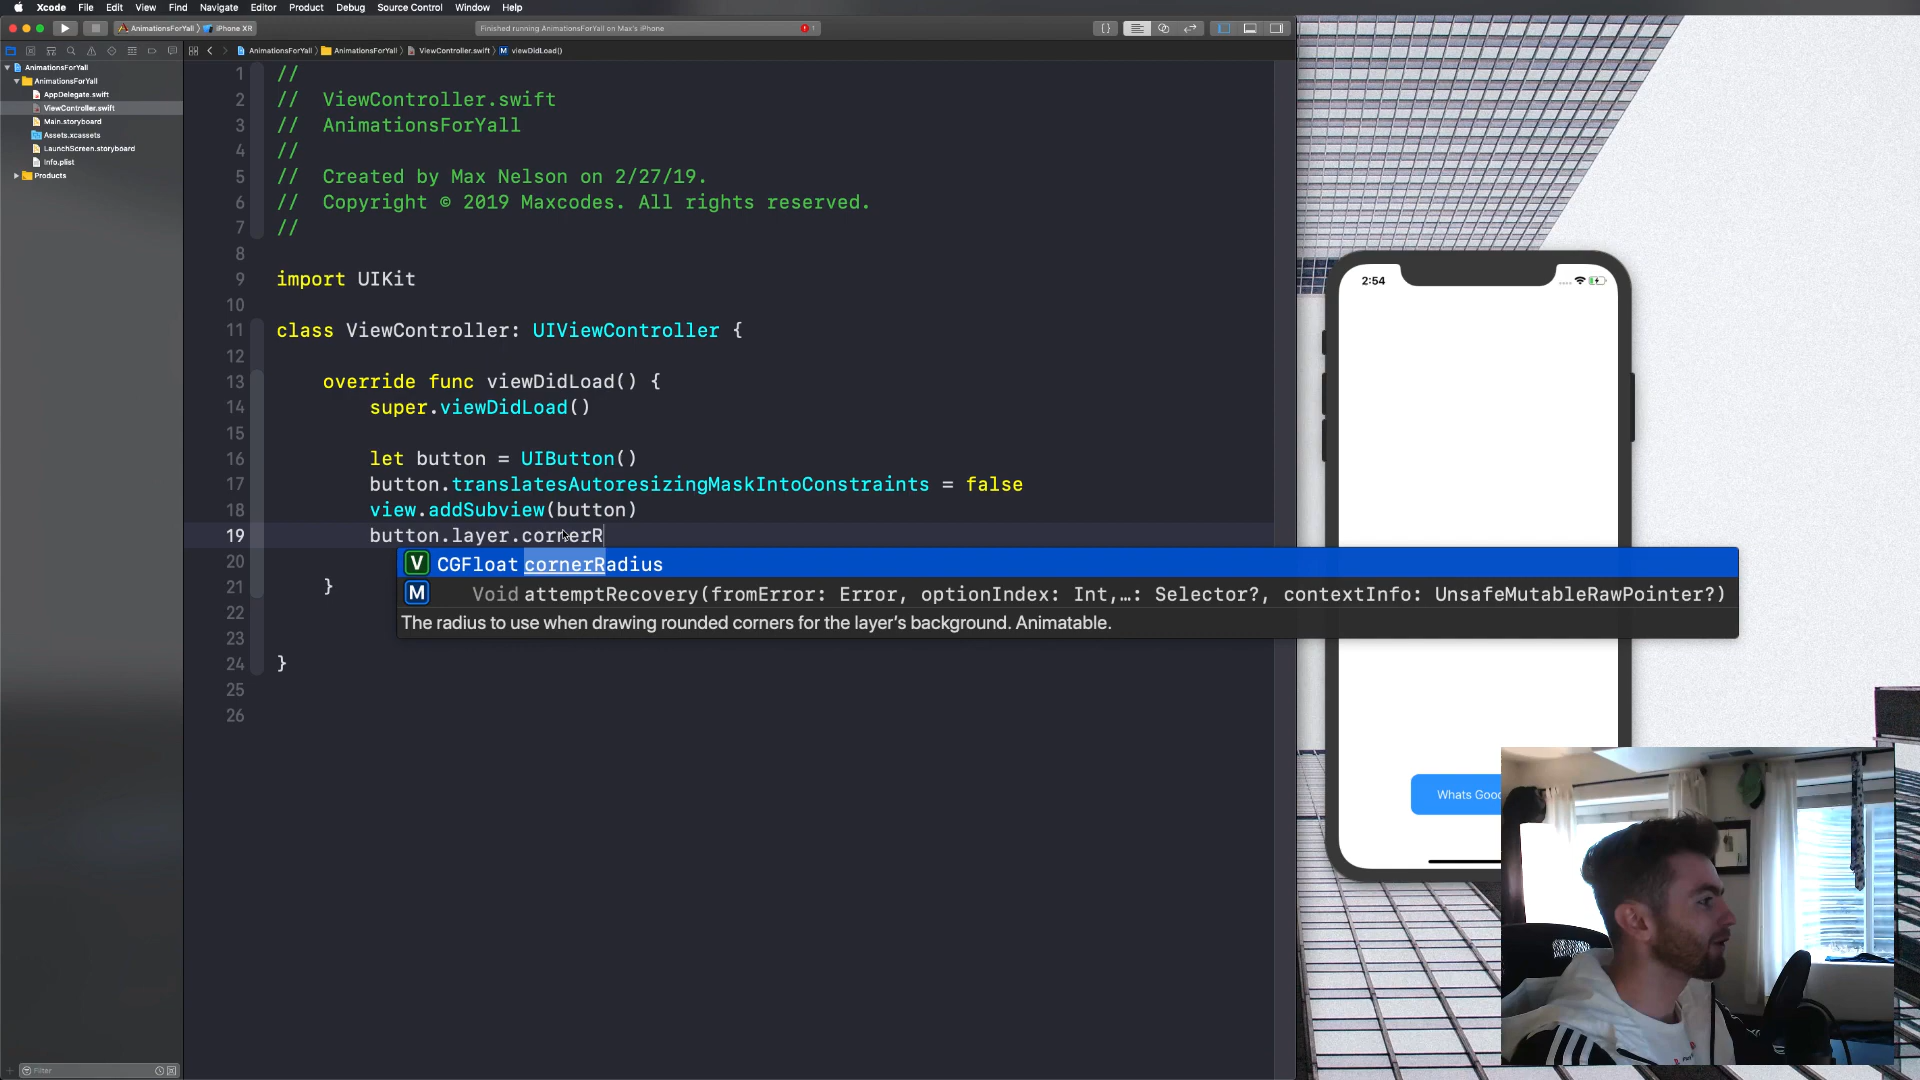 Xcode File Edit View Find Navigate Editor Product Debug Source Control Window Help
AnimationsForYall iPhone XR
Finished running AnimationsForYall on Max's iPhone
AnimationsForYall AnimationsForYall ViewController.swift M viewDidLoad()
AnimationsForYall
AnimationsForYall
AppDelegate.swift
ViewController.swift
Main.storyboard
Assets.xcassets
LaunchScreen.storyboard
Info.plist
Products
1 //
2 // ViewController.swift
3 // AnimationsForYall
4 //
5 // Created by Max Nelson on 2/27/19.
6 // Copyright © 2019 Maxcodes. All rights reserved.
7 //
8
9 import UIKit
10
11 class ViewController: UIViewController {
12
13 override func viewDidLoad() {
14 super.viewDidLoad()
15
16 let button = UIButton()
17 button.translatesAutoresizingMaskIntoConstraints = false
18 view.addSubview(button)
19 button.layer.cornerR
20
V CGFloat cornerRadius
21 }
M Void attemptRecovery(fromError: Error, optionIndex: Int,…: Selector?, contextInfo: UnsafeMutableRawPointer?)
22
The radius to use when drawing rounded corners for the layer's background. Animatable.
23
24 }
25
26
Filter
2:54
Whats Good